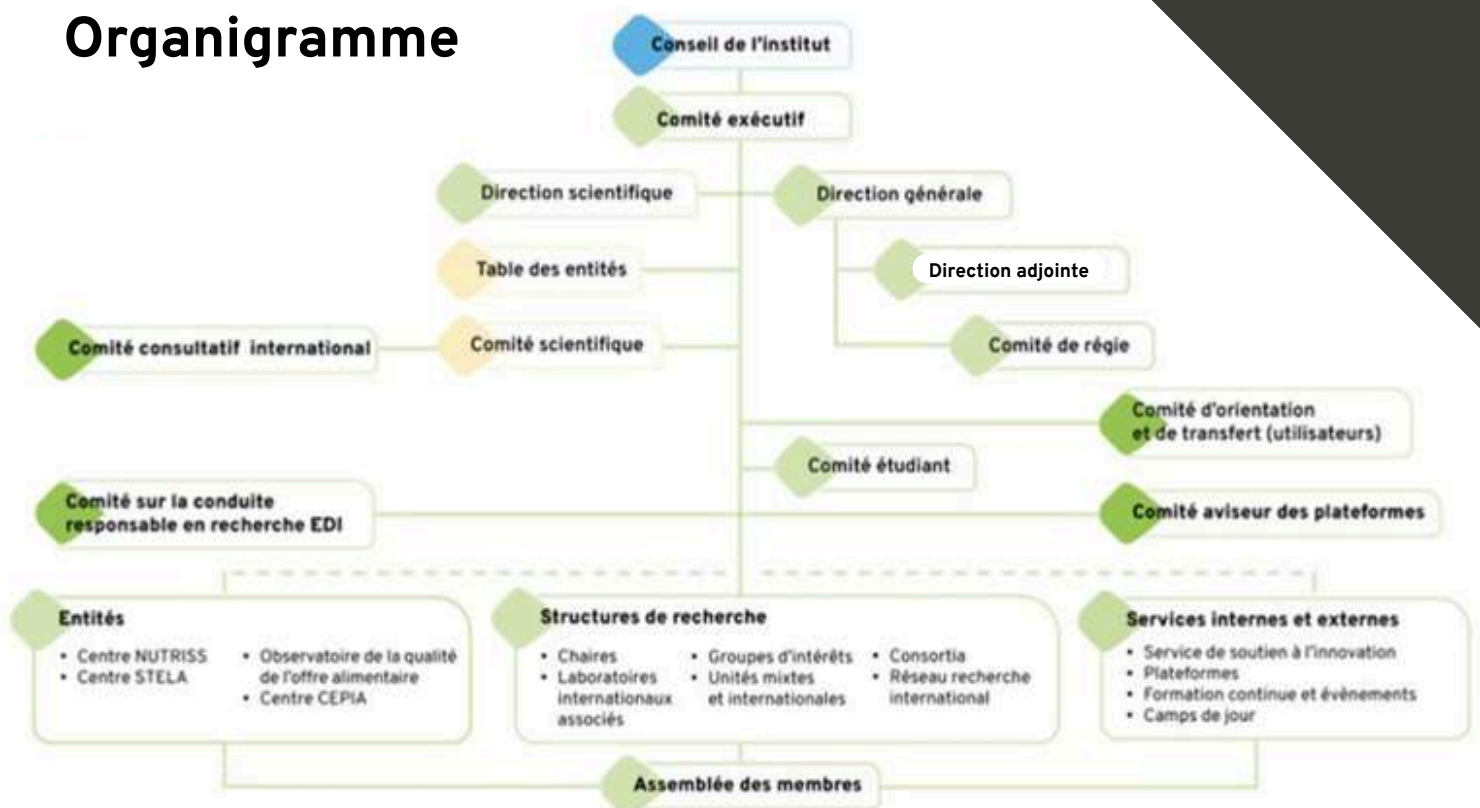 Organigramme
Conseil de l'institut
Comité exécutif
Direction scientifique
Direction générale
Table des entités
Direction adjointe
Comité consultatif international
Comité scientifique
Comité de régie
Comité d'orientation
et de transfert (utilisateurs)
Comité étudiant
Comité sur la conduite
responsable en recherche EDI
Comité aviseur des plateformes
Entités
• Centre NUTRISS
• Centre STELA
• Observatoire de la qualité
de l'offre alimentaire
• Centre CEPIA
Structures de recherche
• Chaires
• Laboratoires
internationaux
associés
• Groupes d'intérêts
• Unités mixtes
et internationales
• Consortia
• Réseau recherche
international
Services internes et externes
• Service de soutien à l'innovation
• Plateformes
• Formation continue et évènements
• Camps de jour
Assemblée des membres